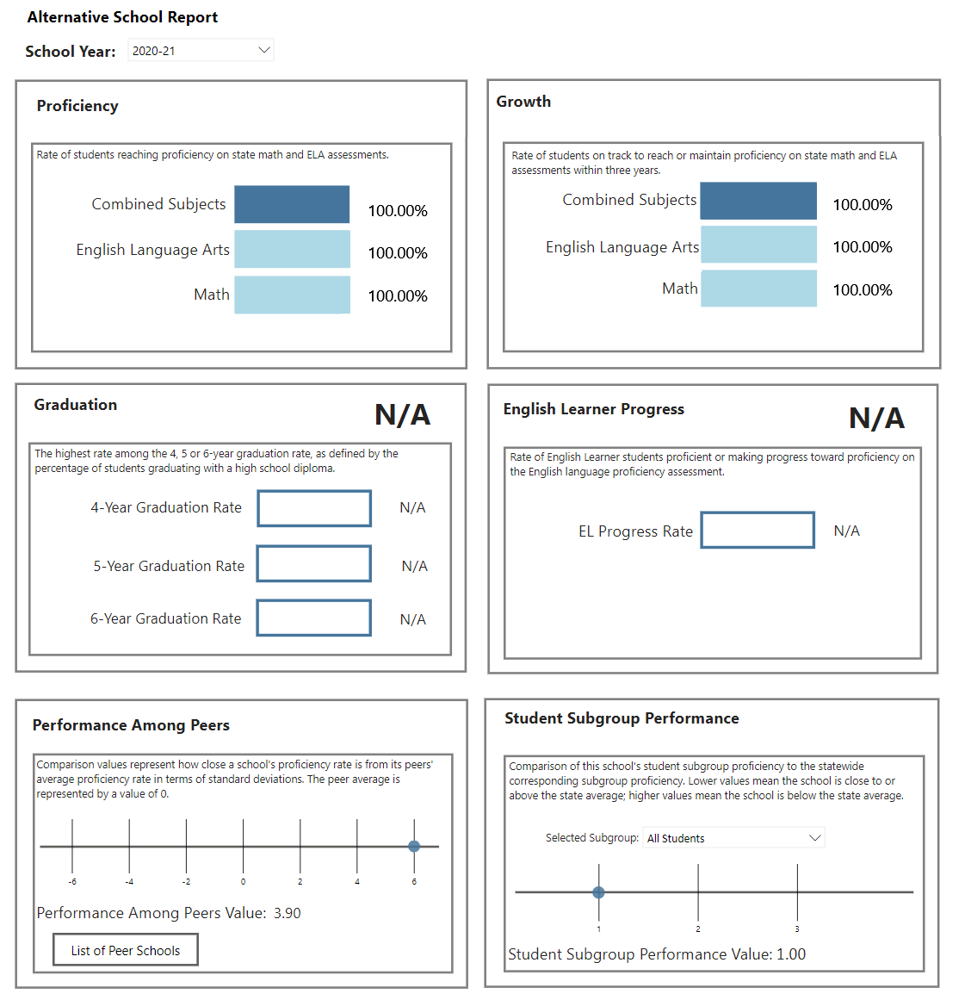 Alternative School Report
School Year: 2020-21
Proficiency
Rate of students reaching proficiency on state math and ELA assessments.
Combined Subjects 100.00%
English Language Arts 100.00%
Math 100.00%
Growth
Rate of students on track to reach or maintain proficiency on state math and ELA
assessments within three years.
Combined Subjects 100.00%
English Language Arts 100.00%
Math 100.00%
Graduation N/A
The highest rate among the 4, 5 or 6-year graduation rate, as defined by the
percentage of students graduating with a high school diploma.
4-Year Graduation Rate N/A
5-Year Graduation Rate N/A
6-Year Graduation Rate N/A
English Learner Progress N/A
Rate of English Learner students proficient or making progress toward proficiency on
the English language proficiency assessment.
EL Progress Rate N/A
Performance Among Peers
Comparison values represent how close a school's proficiency rate is from its peers'
average proficiency rate in terms of standard deviations. The peer average is
represented by a value of 0.
-6 -4 -2 0 2 4 6
Performance Among Peers Value: 3.90
List of Peer Schools
Student Subgroup Performance
Comparison of this school's student subgroup proficiency to the statewide
corresponding subgroup proficiency. Lower values mean the school is close to or
above the state average; higher values mean the school is below the state average.
Selected Subgroup: All Students
1 2 3
Student Subgroup Performance Value: 1.00